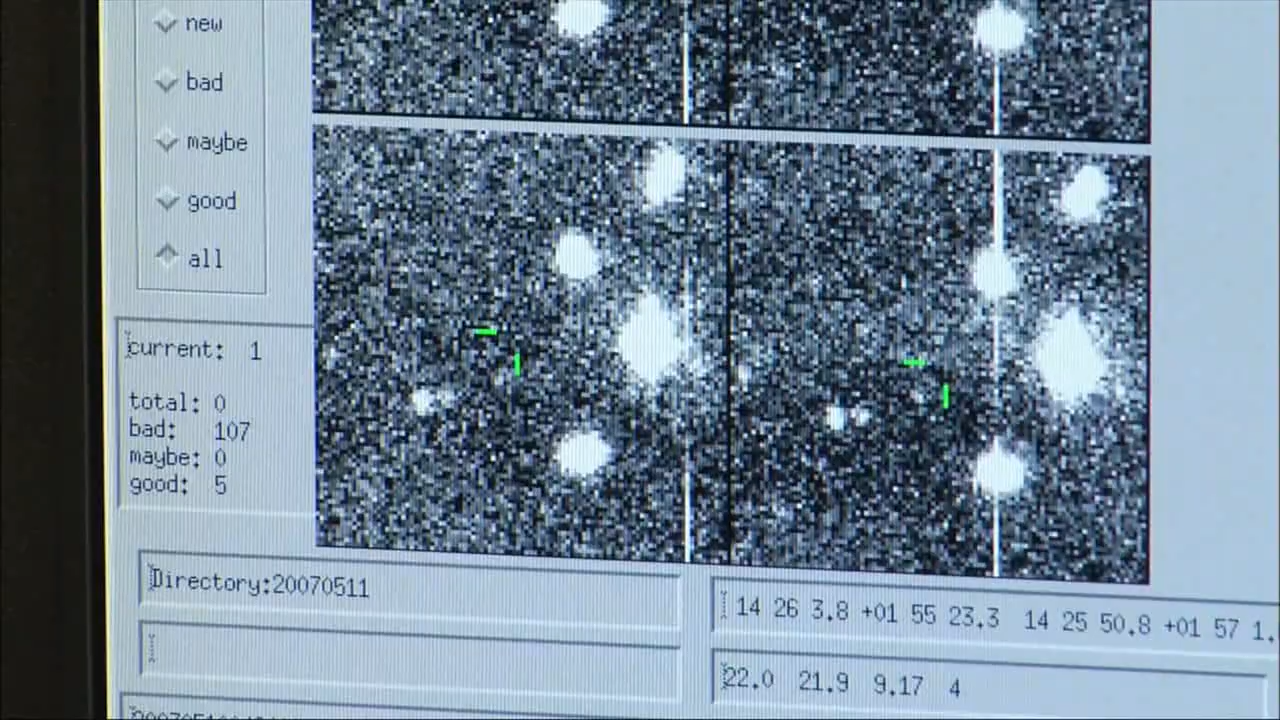 new
bad
maybe
good
all
current: 1
total: 0
bad: 107
maybe: 0
good: 5
Directory:20070511
14 26 3.8 +01 55 23.3 14 25 50.8 +01 57 1.
22.0 21.9 9.17 4